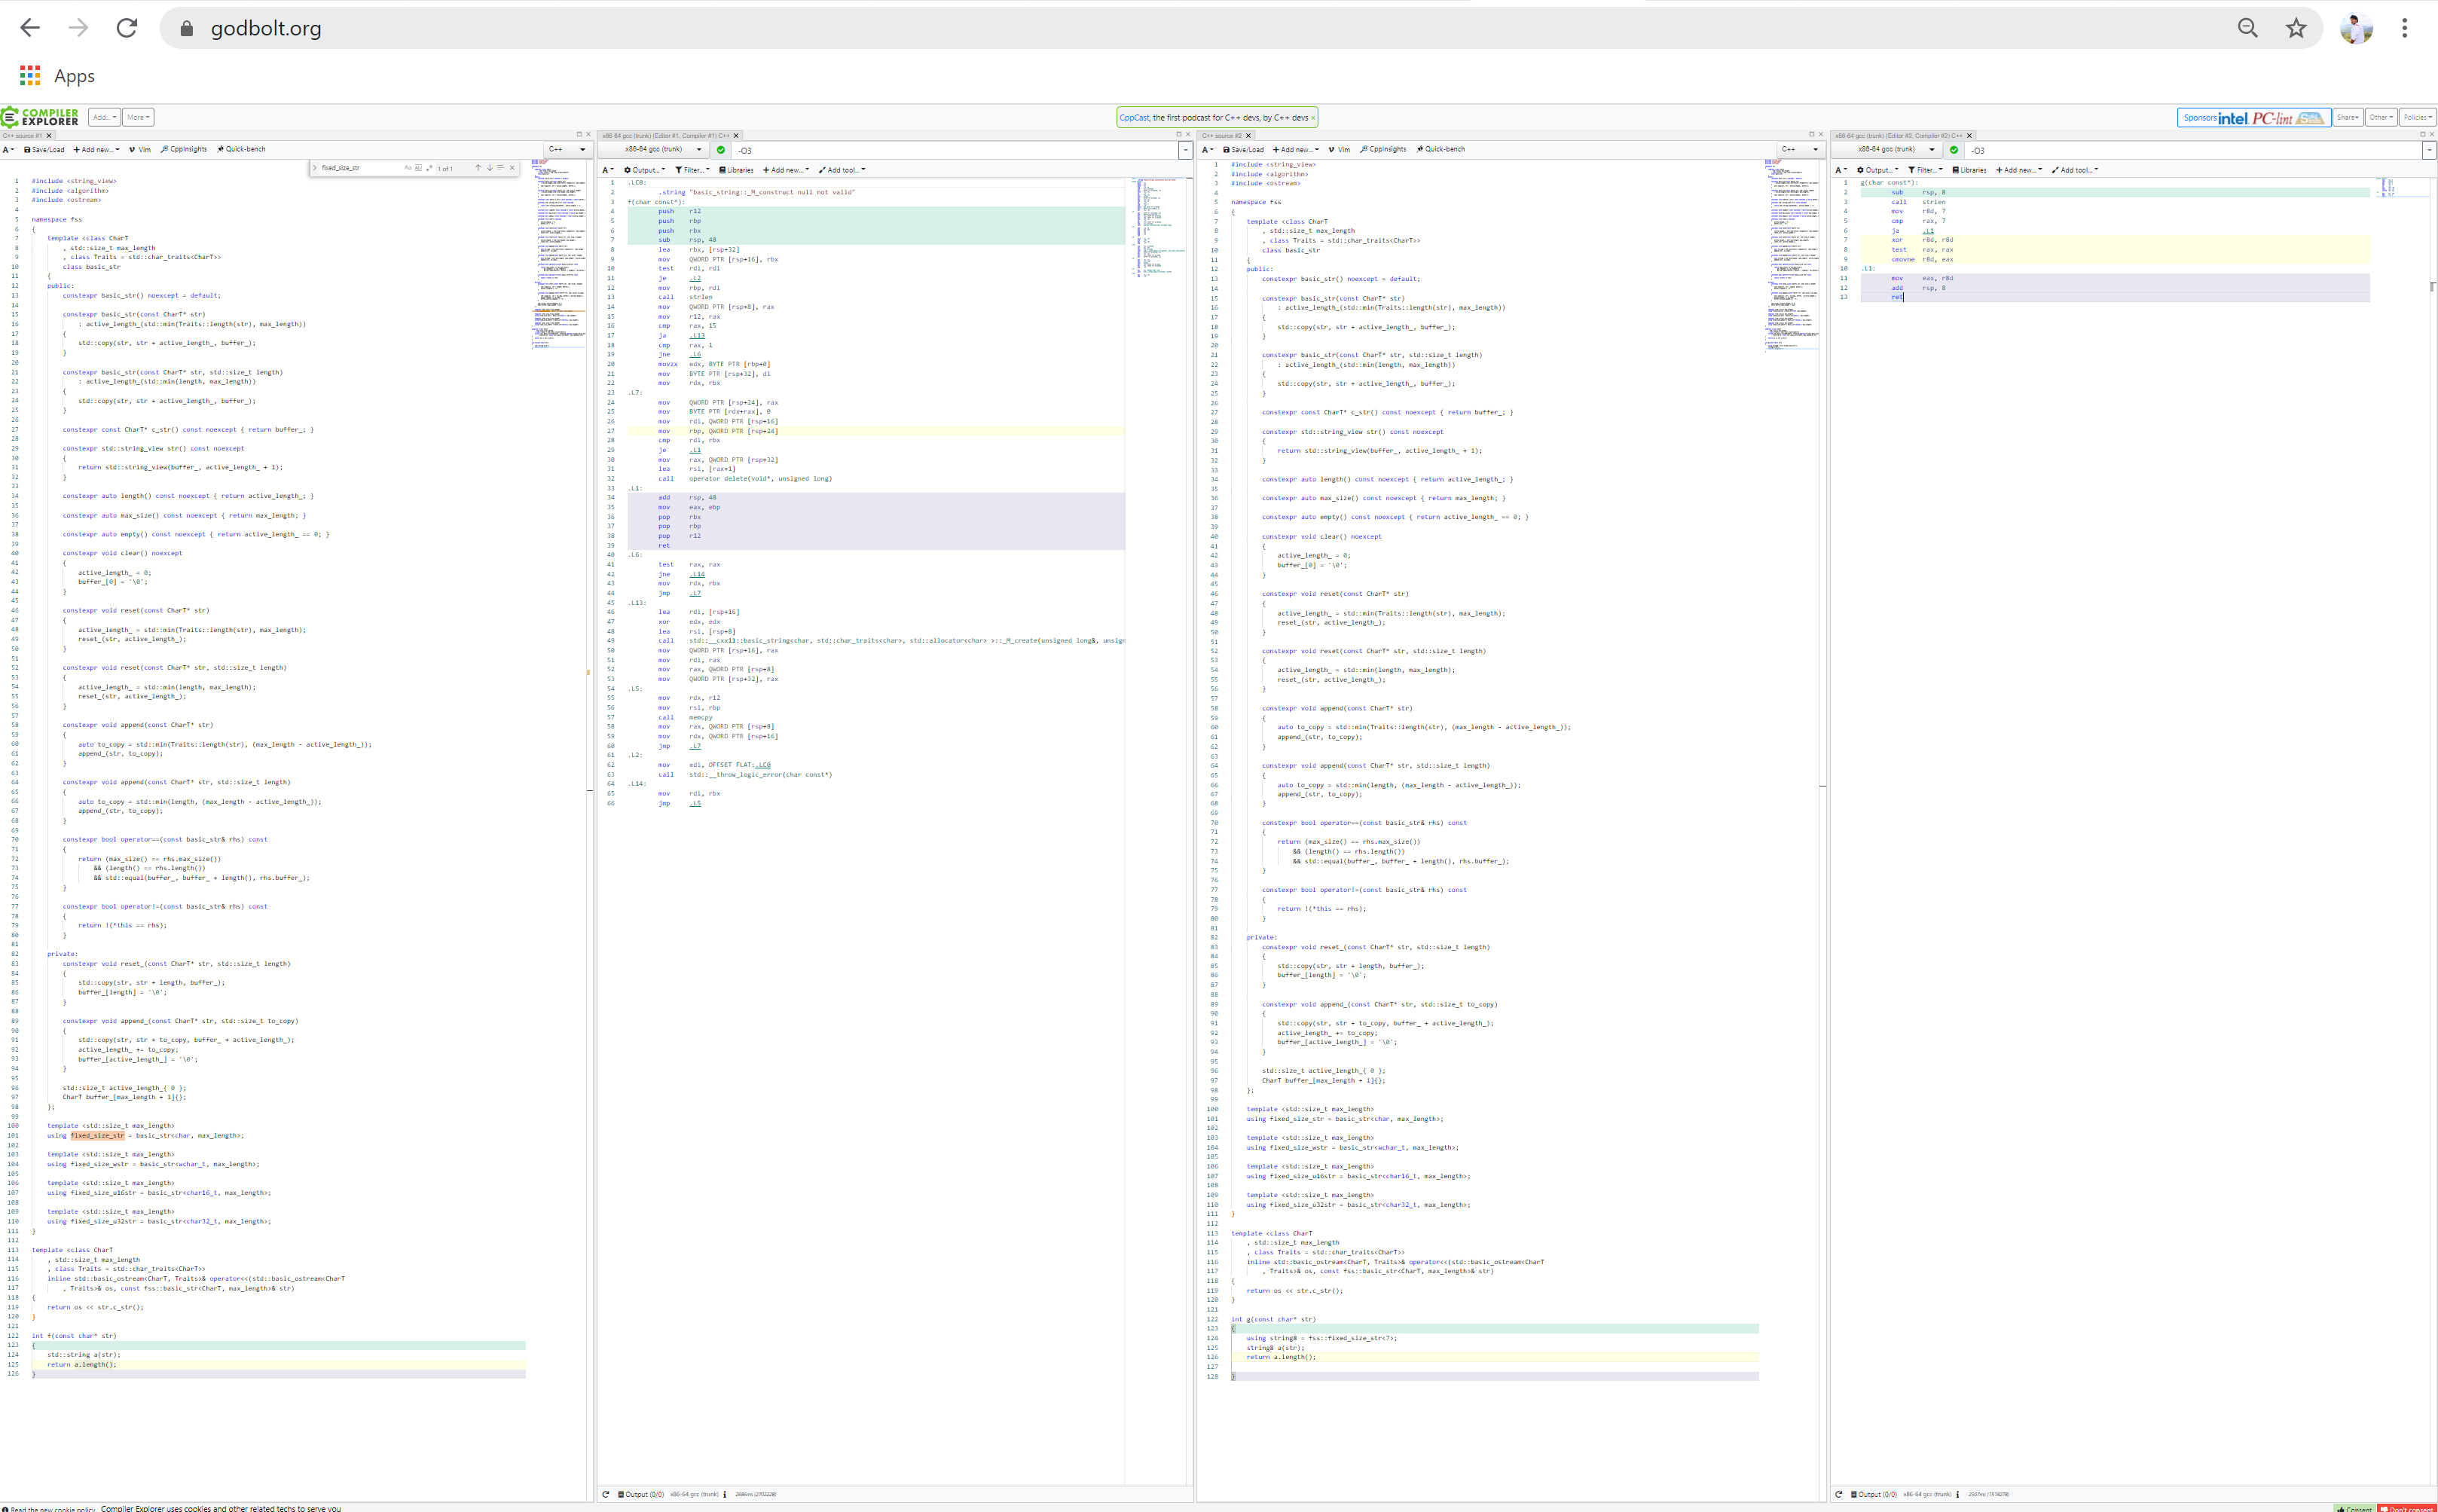 godbolt.org
Apps
COMPILER EXPLORER
Add...
More
CppCast, the first podcast for C++ devs, by C++ devs ×
Sponsors intel PC-lint
Share
Other
Policies
C++ source #1
Save/Load
Add new...
Vim
CppInsights
Quick-bench
C++
fixed_size_str
1 of 1
1 #include <string_view>
2 #include <algorithm>
3 #include <ostream>
4
5 namespace fss
6 {
7 template <class CharT
8 , std::size_t max_length
9 , class Traits = std::char_traits<CharT>>
10 class basic_str
11 {
12 public:
13 constexpr basic_str() noexcept = default;
14
15 constexpr basic_str(const CharT* str)
16 : active_length_(std::min(Traits::length(str), max_length))
17 {
18 std::copy(str, str + active_length_, buffer_);
19 }
20
21 constexpr basic_str(const CharT* str, std::size_t length)
22 : active_length_(std::min(length, max_length))
23 {
24 std::copy(str, str + active_length_, buffer_);
25 }
26
27 constexpr const CharT* c_str() const noexcept { return buffer_; }
28
29 constexpr std::string_view str() const noexcept
30 {
31 return std::string_view(buffer_, active_length_ + 1);
32 }
33
34 constexpr auto length() const noexcept { return active_length_; }
35
36 constexpr auto max_size() const noexcept { return max_length; }
37
38 constexpr auto empty() const noexcept { return active_length_ == 0; }
39
40 constexpr void clear() noexcept
41 {
42 active_length_ = 0;
43 buffer_[0] = '\0';
44 }
45
46 constexpr void reset(const CharT* str)
47 {
48 active_length_ = std::min(Traits::length(str), max_length);
49 reset_(str, active_length_);
50 }
51
52 constexpr void reset(const CharT* str, std::size_t length)
53 {
54 active_length_ = std::min(length, max_length);
55 reset_(str, active_length_);
56 }
57
58 constexpr void append(const CharT* str)
59 {
60 auto to_copy = std::min(Traits::length(str), (max_length - active_length_));
61 append_(str, to_copy);
62 }
63
64 constexpr void append(const CharT* str, std::size_t length)
65 {
66 auto to_copy = std::min(length, (max_length - active_length_));
67 append_(str, to_copy);
68 }
69
70 constexpr bool operator==(const basic_str& rhs) const
71 {
72 return (max_size() == rhs.max_size())
73 && (length() == rhs.length())
74 && std::equal(buffer_, buffer_ + length(), rhs.buffer_);
75 }
76
77 constexpr bool operator!=(const basic_str& rhs) const
78 {
79 return !(*this == rhs);
80 }
81
82 private:
83 constexpr void reset_(const CharT* str, std::size_t length)
84 {
85 std::copy(str, str + length, buffer_);
86 buffer_[length] = '\0';
87 }
88
89 constexpr void append_(const CharT* str, std::size_t to_copy)
90 {
91 std::copy(str, str + to_copy, buffer_ + active_length_);
92 active_length_ += to_copy;
93 buffer_[active_length_] = '\0';
94 }
95
96 std::size_t active_length_{ 0 };
97 CharT buffer_[max_length + 1]{};
98 };
99
100 template <std::size_t max_length>
101 using fixed_size_str = basic_str<char, max_length>;
102
103 template <std::size_t max_length>
104 using fixed_size_wstr = basic_str<wchar_t, max_length>;
105
106 template <std::size_t max_length>
107 using fixed_size_u16str = basic_str<char16_t, max_length>;
108
109 template <std::size_t max_length>
110 using fixed_size_u32str = basic_str<char32_t, max_length>;
111 }
112
113 template <class CharT
114 , std::size_t max_length
115 , class Traits = std::char_traits<CharT>>
116 inline std::basic_ostream<CharT, Traits>& operator<<(std::basic_ostream<CharT
117 , Traits>& os, const fss::basic_str<CharT, max_length>& str)
118 {
119 return os << str.c_str();
120 }
121
122 int f(const char* str)
123 {
124 std::string a(str);
125 return a.length();
126 }
x86-64 gcc (trunk) (Editor #1, Compiler #1) C++
x86-64 gcc (trunk)
-O3
Output...
Filter...
Libraries
Add new...
Add tool...
1 .LC0:
2 .string "basic_string::_M_construct null not valid"
3 f(char const*):
4 push r12
5 push rbp
6 push rbx
7 sub rsp, 48
8 lea rbx, [rsp+32]
9 mov QWORD PTR [rsp+16], rbx
10 test rdi, rdi
11 je .L2
12 mov rbp, rdi
13 call strlen
14 mov QWORD PTR [rsp+8], rax
15 mov r12, rax
16 cmp rax, 15
17 ja .L13
18 cmp rax, 1
19 jne .L6
20 movzx edx, BYTE PTR [rbp+0]
21 mov BYTE PTR [rsp+32], dl
22 mov rdx, rbx
23 .L7:
24 mov QWORD PTR [rsp+24], rax
25 mov BYTE PTR [rdx+rax], 0
26 mov rdi, QWORD PTR [rsp+16]
27 mov rbp, QWORD PTR [rsp+24]
28 cmp rdi, rbx
29 je .L1
30 mov rax, QWORD PTR [rsp+32]
31 lea rsi, [rax+1]
32 call operator delete(void*, unsigned long)
33 .L1:
34 add rsp, 48
35 mov eax, ebp
36 pop rbx
37 pop rbp
38 pop r12
39 ret
40 .L6:
41 test rax, rax
42 jne .L14
43 mov rdx, rbx
44 jmp .L7
45 .L13:
46 lea rdi, [rsp+16]
47 xor edx, edx
48 lea rsi, [rsp+8]
49 call std::__cxx11::basic_string<char, std::char_traits<char>, std::allocator<char> >::_M_create(unsigned long&, unsign
50 mov QWORD PTR [rsp+16], rax
51 mov rdi, rax
52 mov rax, QWORD PTR [rsp+8]
53 mov QWORD PTR [rsp+32], rax
54 .L5:
55 mov rdx, r12
56 mov rsi, rbp
57 call memcpy
58 mov rax, QWORD PTR [rsp+8]
59 mov rdx, QWORD PTR [rsp+16]
60 jmp .L7
61 .L2:
62 mov edi, OFFSET FLAT:.LC0
63 call std::__throw_logic_error(char const*)
64 .L14:
65 mov rdi, rbx
66 jmp .L5
Output (0/0) x86-64 gcc (trunk)
C++ source #2
Save/Load
Add new...
Vim
CppInsights
Quick-bench
C++
1 #include <string_view>
2 #include <algorithm>
3 #include <ostream>
4
5 namespace fss
6 {
7 template <class CharT
8 , std::size_t max_length
9 , class Traits = std::char_traits<CharT>>
10 class basic_str
11 {
12 public:
13 constexpr basic_str() noexcept = default;
14
15 constexpr basic_str(const CharT* str)
16 : active_length_(std::min(Traits::length(str), max_length))
17 {
18 std::copy(str, str + active_length_, buffer_);
19 }
20
21 constexpr basic_str(const CharT* str, std::size_t length)
22 : active_length_(std::min(length, max_length))
23 {
24 std::copy(str, str + active_length_, buffer_);
25 }
26
27 constexpr const CharT* c_str() const noexcept { return buffer_; }
28
29 constexpr std::string_view str() const noexcept
30 {
31 return std::string_view(buffer_, active_length_ + 1);
32 }
33
34 constexpr auto length() const noexcept { return active_length_; }
35
36 constexpr auto max_size() const noexcept { return max_length; }
37
38 constexpr auto empty() const noexcept { return active_length_ == 0; }
39
40 constexpr void clear() noexcept
41 {
42 active_length_ = 0;
43 buffer_[0] = '\0';
44 }
45
46 constexpr void reset(const CharT* str)
47 {
48 active_length_ = std::min(Traits::length(str), max_length);
49 reset_(str, active_length_);
50 }
51
52 constexpr void reset(const CharT* str, std::size_t length)
53 {
54 active_length_ = std::min(length, max_length);
55 reset_(str, active_length_);
56 }
57
58 constexpr void append(const CharT* str)
59 {
60 auto to_copy = std::min(Traits::length(str), (max_length - active_length_));
61 append_(str, to_copy);
62 }
63
64 constexpr void append(const CharT* str, std::size_t length)
65 {
66 auto to_copy = std::min(length, (max_length - active_length_));
67 append_(str, to_copy);
68 }
69
70 constexpr bool operator==(const basic_str& rhs) const
71 {
72 return (max_size() == rhs.max_size())
73 && (length() == rhs.length())
74 && std::equal(buffer_, buffer_ + length(), rhs.buffer_);
75 }
76
77 constexpr bool operator!=(const basic_str& rhs) const
78 {
79 return !(*this == rhs);
80 }
81
82 private:
83 constexpr void reset_(const CharT* str, std::size_t length)
84 {
85 std::copy(str, str + length, buffer_);
86 buffer_[length] = '\0';
87 }
88
89 constexpr void append_(const CharT* str, std::size_t to_copy)
90 {
91 std::copy(str, str + to_copy, buffer_ + active_length_);
92 active_length_ += to_copy;
93 buffer_[active_length_] = '\0';
94 }
95
96 std::size_t active_length_{ 0 };
97 CharT buffer_[max_length + 1]{};
98 };
99
100 template <std::size_t max_length>
101 using fixed_size_str = basic_str<char, max_length>;
102
103 template <std::size_t max_length>
104 using fixed_size_wstr = basic_str<wchar_t, max_length>;
105
106 template <std::size_t max_length>
107 using fixed_size_u16str = basic_str<char16_t, max_length>;
108
109 template <std::size_t max_length>
110 using fixed_size_u32str = basic_str<char32_t, max_length>;
111 }
112
113 template <class CharT
114 , std::size_t max_length
115 , class Traits = std::char_traits<CharT>>
116 inline std::basic_ostream<CharT, Traits>& operator<<(std::basic_ostream<CharT
117 , Traits>& os, const fss::basic_str<CharT, max_length>& str)
118 {
119 return os << str.c_str();
120 }
121
122 int g(const char* str)
123 {
124 using string8 = fss::fixed_size_str<7>;
125 string8 a(str);
126 return a.length();
127
128 }
x86-64 gcc (trunk) (Editor #2, Compiler #2) C++
x86-64 gcc (trunk)
-O3
Output...
Filter...
Libraries
Add new...
Add tool...
1 g(char const*):
2 sub rsp, 8
3 call strlen
4 mov r8d, 7
5 cmp rax, 7
6 ja .L1
7 xor r8d, r8d
8 test rax, rax
9 cmovne r8d, eax
10 .L1:
11 mov eax, r8d
12 add rsp, 8
13 ret
Output (0/0) x86-64 gcc (trunk)
Read the new cookie policy Compiler Explorer uses cookies and other related techs to serve you
Consent
Don't consent